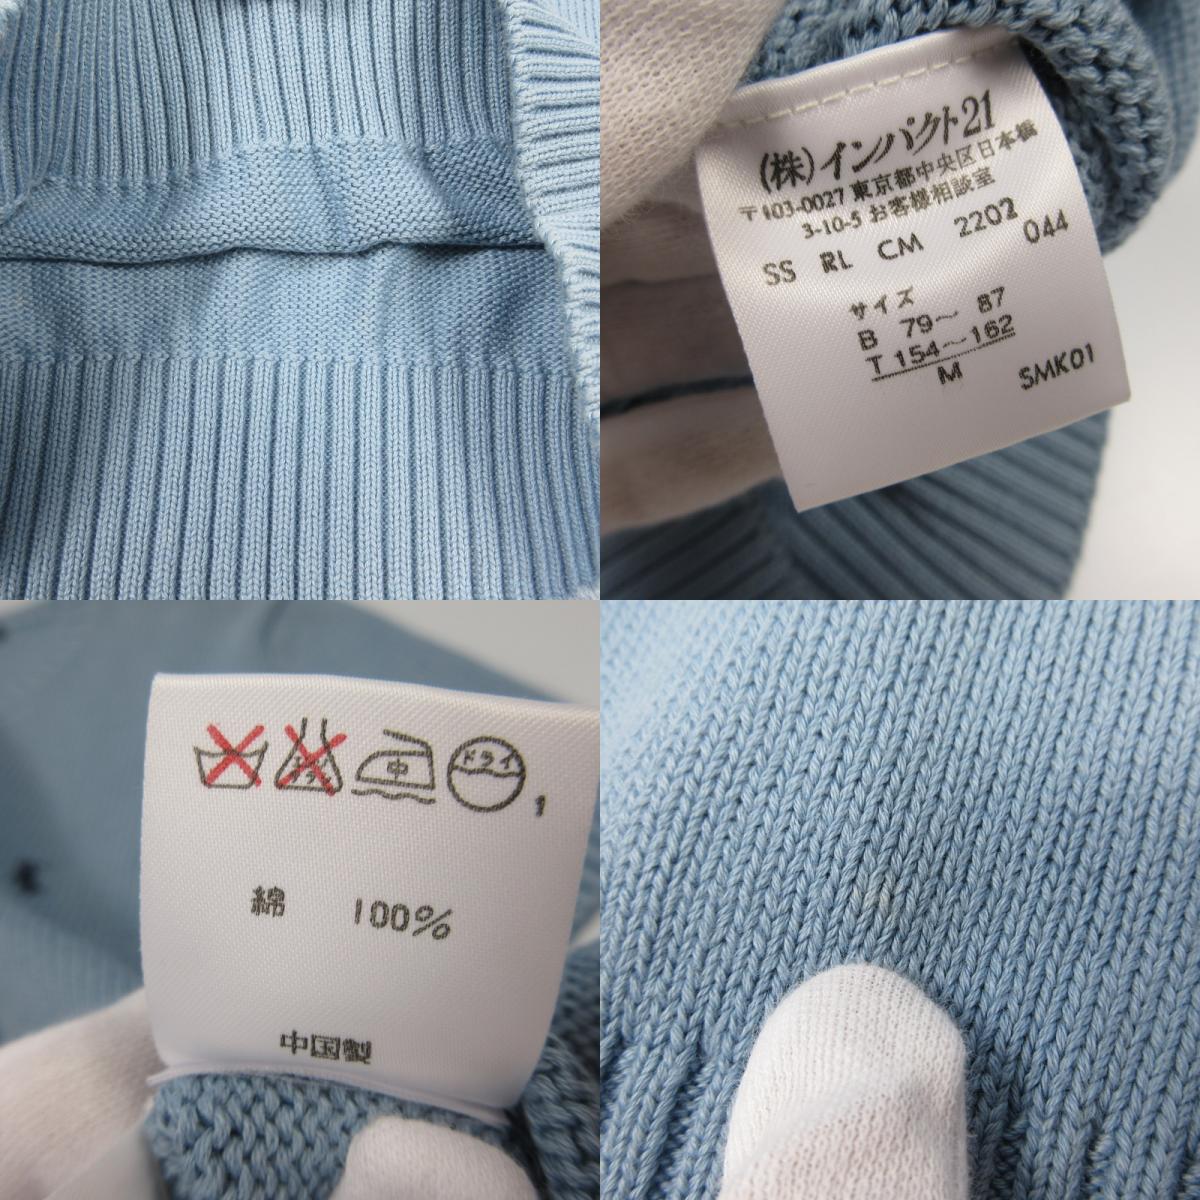 (株)インパクト21
〒103-0027 東京都中央区日本橋
3-10-5 お客様相談室
SS RL CM 2202 044
サイズ
B 79～ 87
T 154～162
M SMK01
中 ドライ 1
綿 100%
中国製